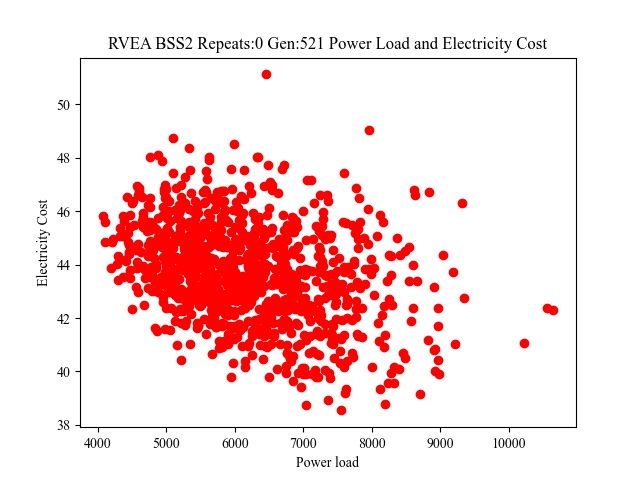 RVEA BSS2 Repeats:0 Gen:521 Power Load and Electricity Cost
Electricity Cost
50
48
46
44
42
40
38
4000 5000 6000 7000 8000 9000 10000
Power load